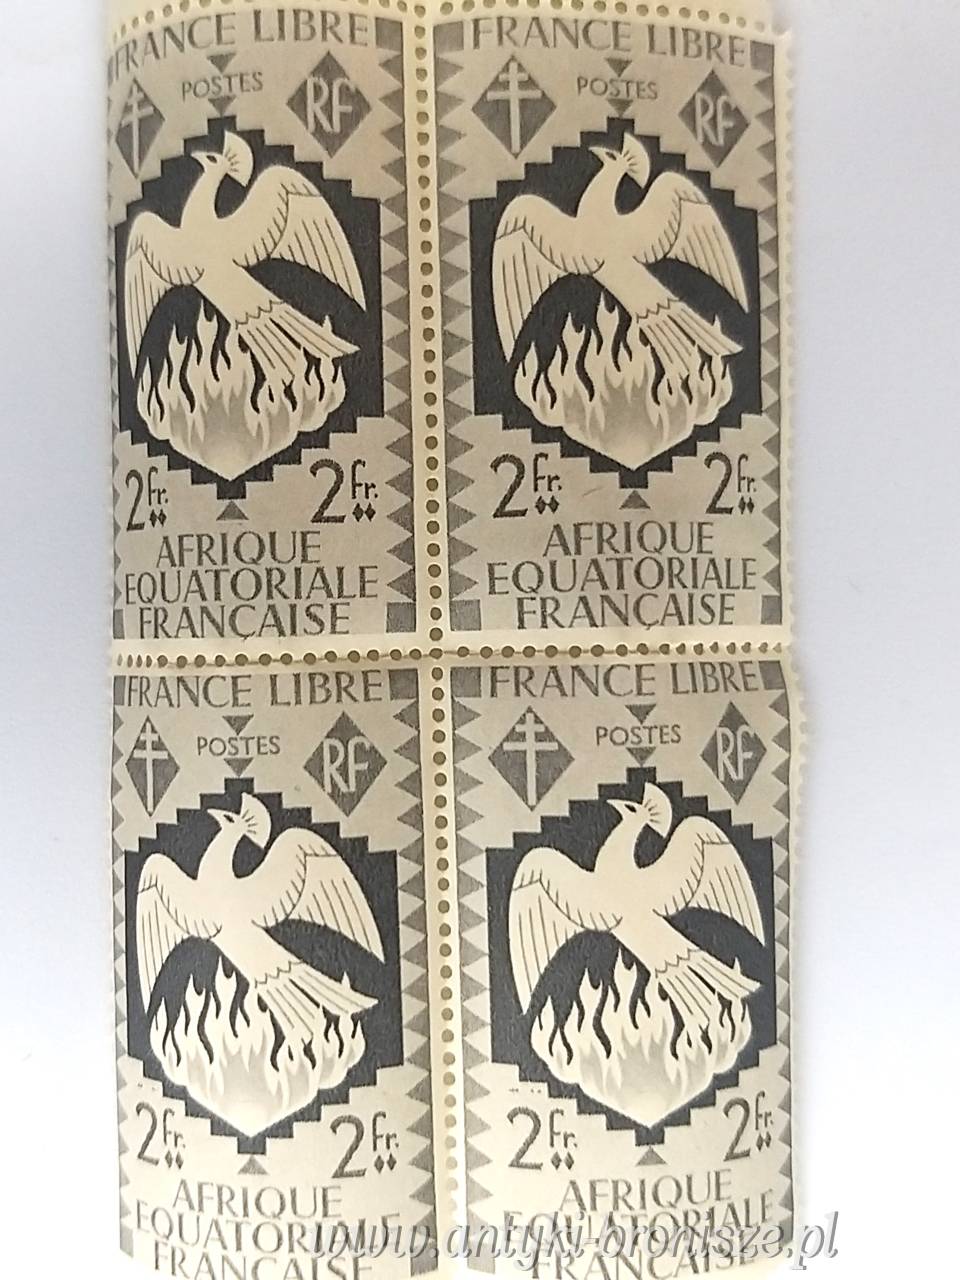 FRANCE LIBRE
POSTES
RF
2 Fr. 2 Fr.
AFRIQUE
EQUATORIALE
FRANÇAISE
FRANCE LIBRE
POSTES
RF
2 Fr. 2 Fr.
AFRIQUE
EQUATORIALE
FRANÇAISE
FRANCE LIBRE
POSTES
RF
2 Fr. 2 Fr.
AFRIQUE
EQUATORIALE
FRANÇAISE
FRANCE LIBRE
POSTES
RF
2 Fr. 2 Fr.
AFRIQUE
EQUATORIALE
FRANÇAISE
www.antyki-bronisze.pl